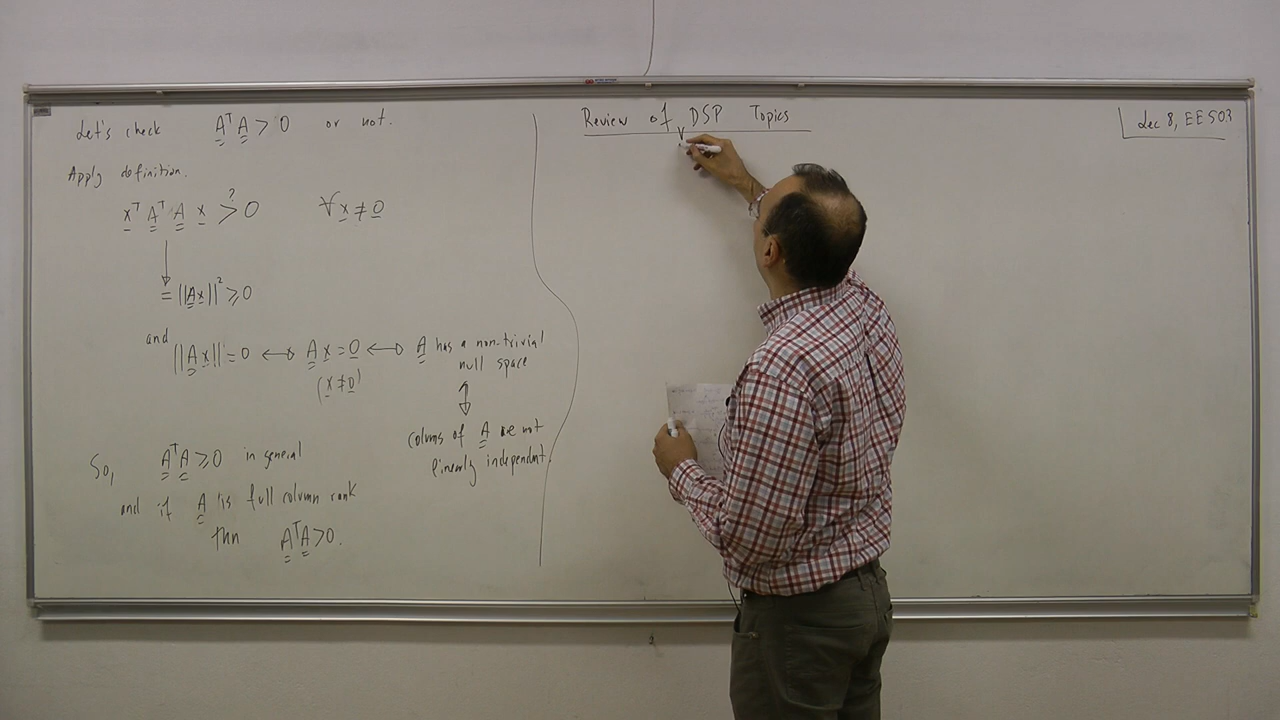 Let's check A^T A > 0 or not.
Apply definition.
x^T A^T A x >? 0 ∀ x ≠ 0
= ||A x||² ⩾ 0
and
||A x|| = 0 ⟷ A x = 0 ⟷ A has a non-trivial
(x ≠ 0) null space
colums of A are not
linearly independent.
So, A^T A ⩾ 0 in general
and if A is full column rank
then A^T A > 0.
Review of DSP Topics
Lec 8, EE503